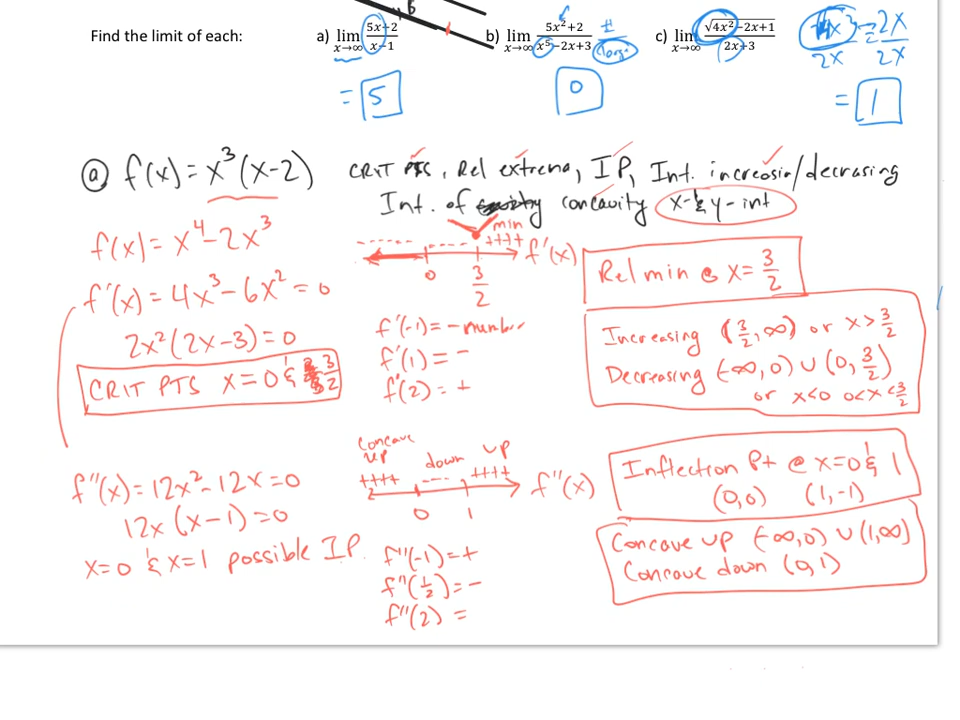 Find the limit of each: a) lim x→∞ (5x+2)/(x−1) b) lim x→∞ (5x²+2)/(x⁵−2x+3) c) lim x→∞ √(4x²−2x+1)/(2x+3)
= 5
0
2x/2x
= 1
@ f(x) = x³(x-2) CRIT PTS, Rel extrema, IP, Int. increasin/decrasing
Int. of concavity x- & y-int
f(x) = x⁴-2x³
min
---- ---- ++++ f'(x)
0 3/2
Rel min @ x= 3/2
f'(x) = 4x³-6x² = 0
2x²(2x-3) = 0
CRIT PTS x=0 & 3/2
f'(-1) = - number
f'(1) = -
f'(2) = +
Increasing (3/2, ∞) or x> 3/2
Decreasing (-∞, 0) ∪ (0, 3/2)
or x<0 0<x<3/2
f"(x) = 12x²-12x = 0
12x (x-1) = 0
x=0 & x=1 possible IP.
concave up down up
++++ ---- ++++ f"(x)
0 1
f"(-1) = +
f"(1/2) = -
f"(2) =
Inflection Pt @ x=0 & 1
(0,0) (1,-1)
Concave up (-∞,0) ∪ (1,∞)
Concave down (0,1)